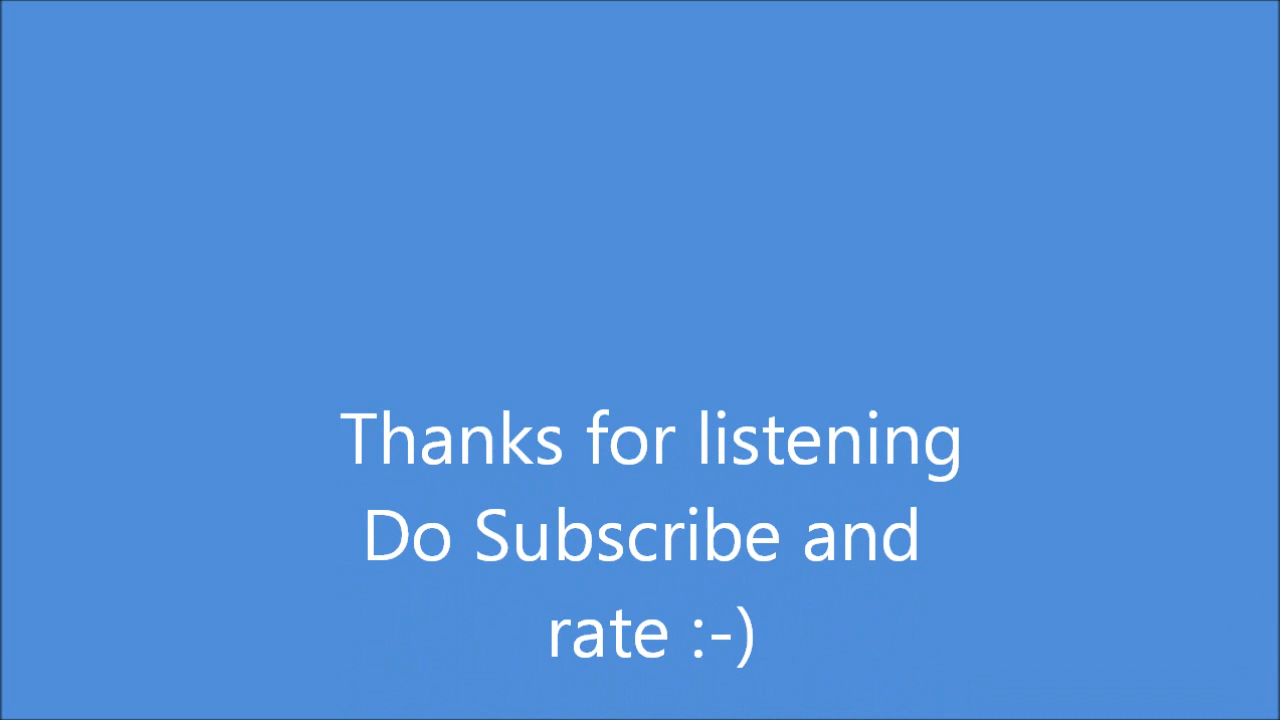 Thanks for listening
Do Subscribe and
rate :-)